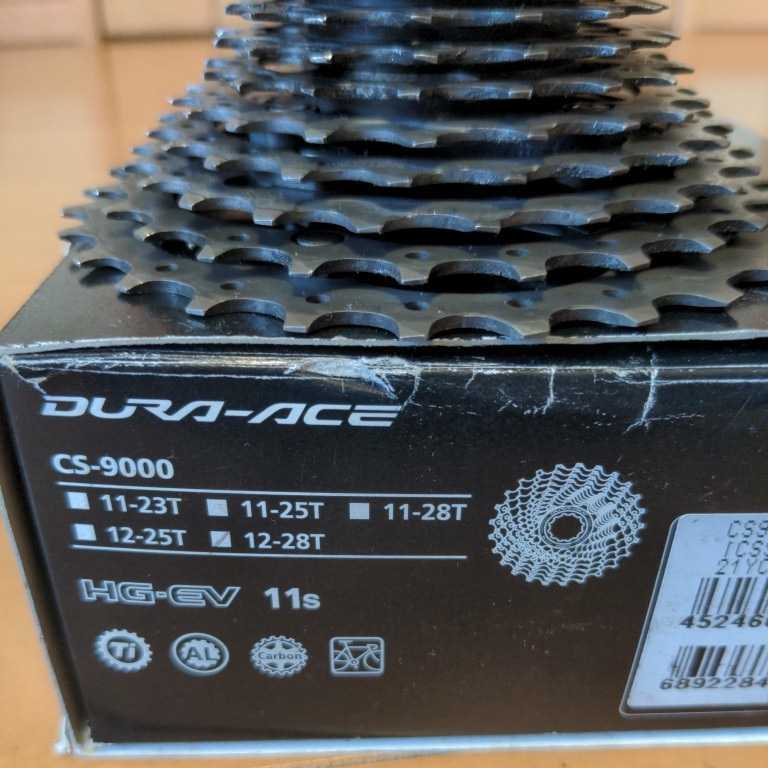 DURA-ACE
CS-9000
11-23T 11-25T 11-28T
12-25T 12-28T
HG-EV 11s
Ti AL Carbon